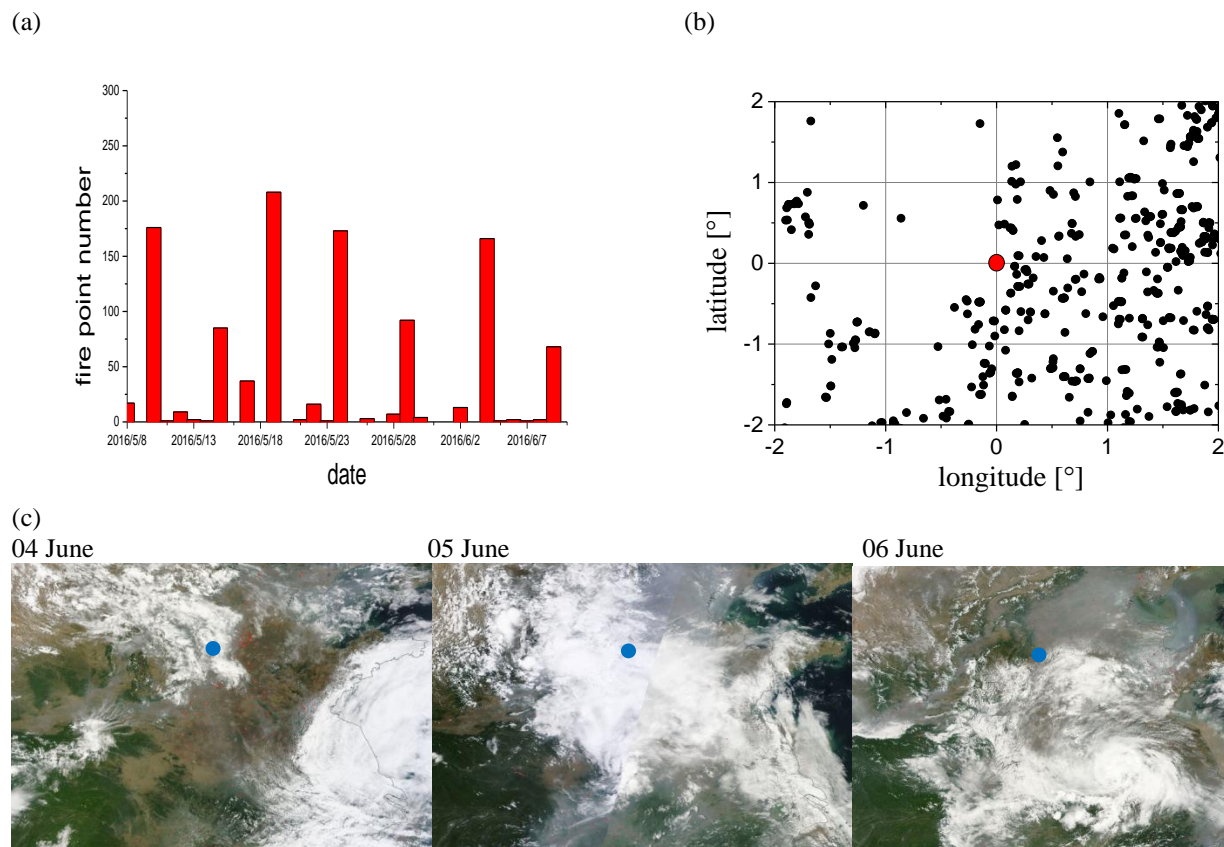 (a)
(b)
300
250
200
150
100
50
0
fire point number
2016/5/8 2016/5/13 2016/5/18 2016/5/23 2016/5/28 2016/6/2 2016/6/7
date
2
1
0
-1
-2
latitude [°]
-2 -1 0 1 2
longitude [°]
(c)
04 June 05 June 06 June